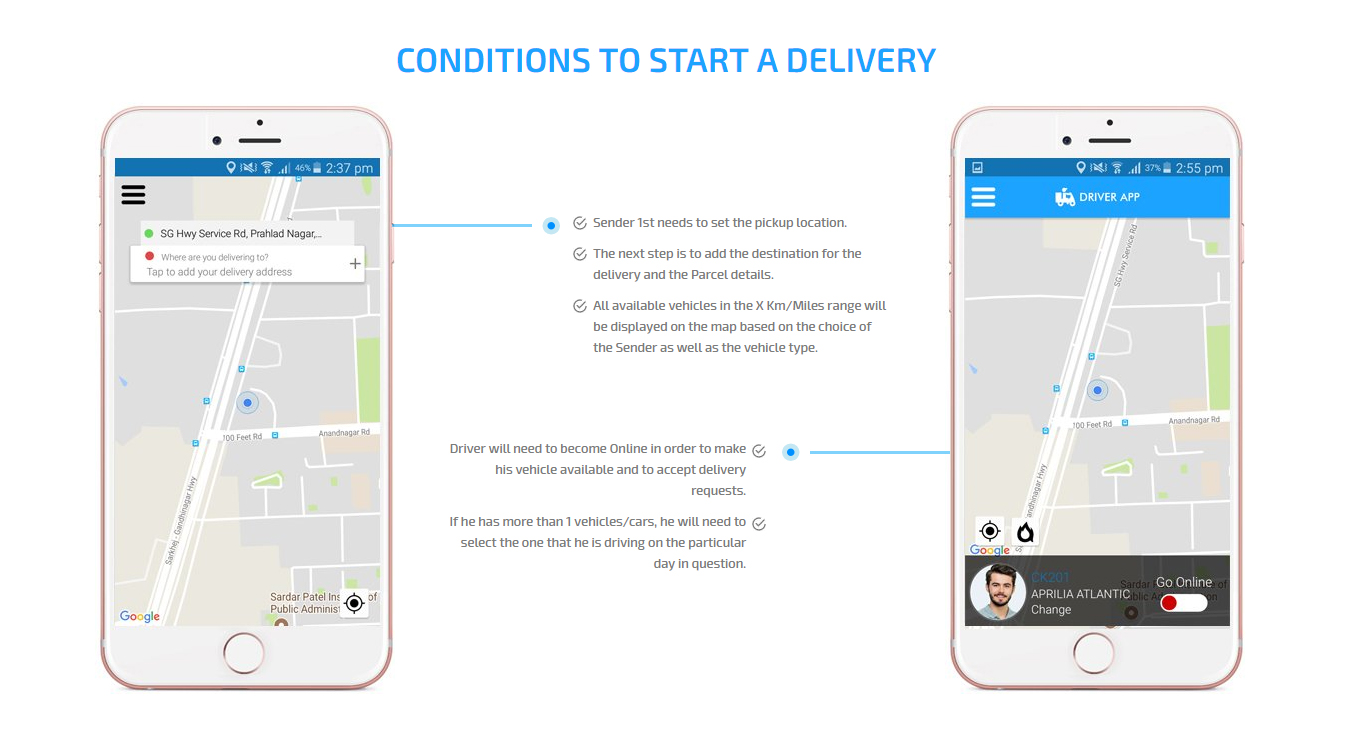 CONDITIONS TO START A DELIVERY
46% 2:37 pm
SG Hwy Service Rd, Prahlad Nagar,...
Where are you delivering to?
Tap to add your delivery address
+
100 Feet Rd
Anandnagar Rd
Sarkhej - Gandhinagar Hwy
Sardar Patel Ins of
Public Administ
Google
Sender 1st needs to set the pickup location.
The next step is to add the destination for the
delivery and the Parcel details.
All available vehicles in the X Km/Miles range will
be displayed on the map based on the choice of
the Sender as well as the vehicle type.
Driver will need to become Online in order to make
his vehicle available and to accept delivery
requests.
If he has more than 1 vehicles/cars, he will need to
select the one that he is driving on the particular
day in question.
37% 2:55 pm
DRIVER APP
SG Hwy Service Rd
100 Feet Rd
Anandnagar Rd
andhinagar Hwy
Google
CK201
APRILIA ATLANTIC
Change
Go Online